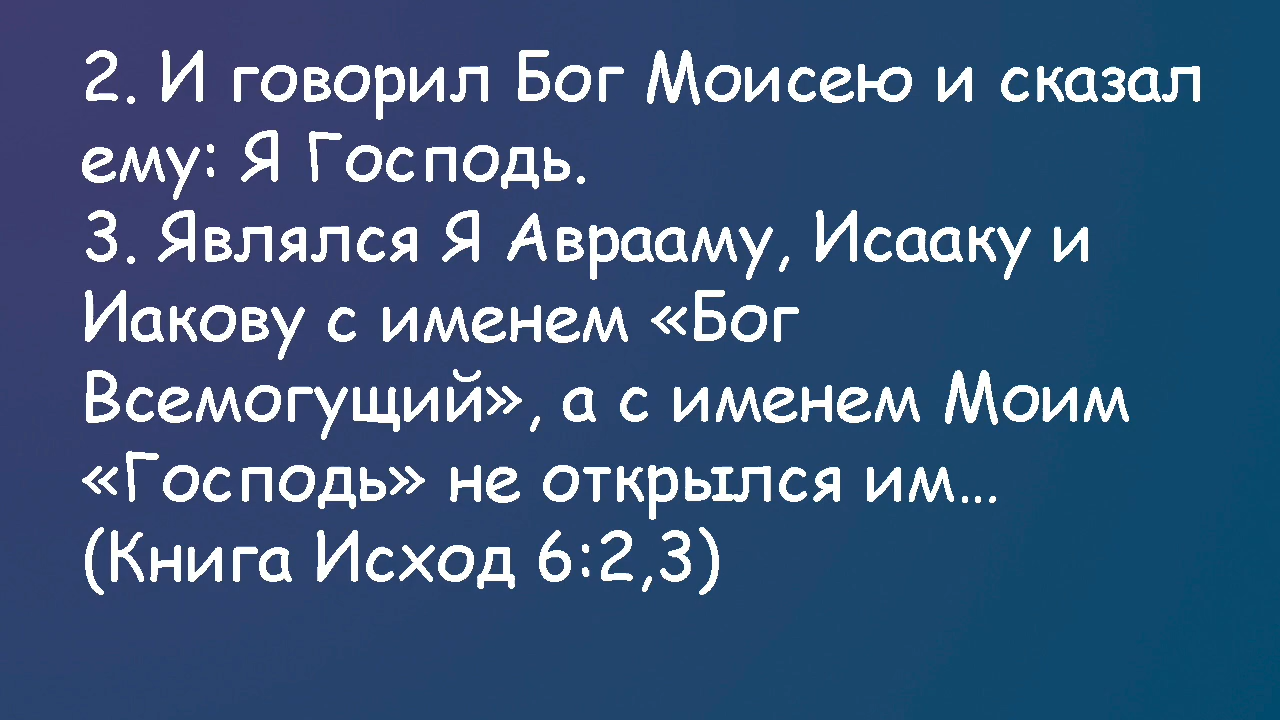 2. И говорил Бог Моисею и сказал
ему: Я Господь.
3. Являлся Я Аврааму, Исааку и
Иакову с именем «Бог
Всемогущий», а с именем Моим
«Господь» не открылся им…
(Книга Исход 6:2,3)